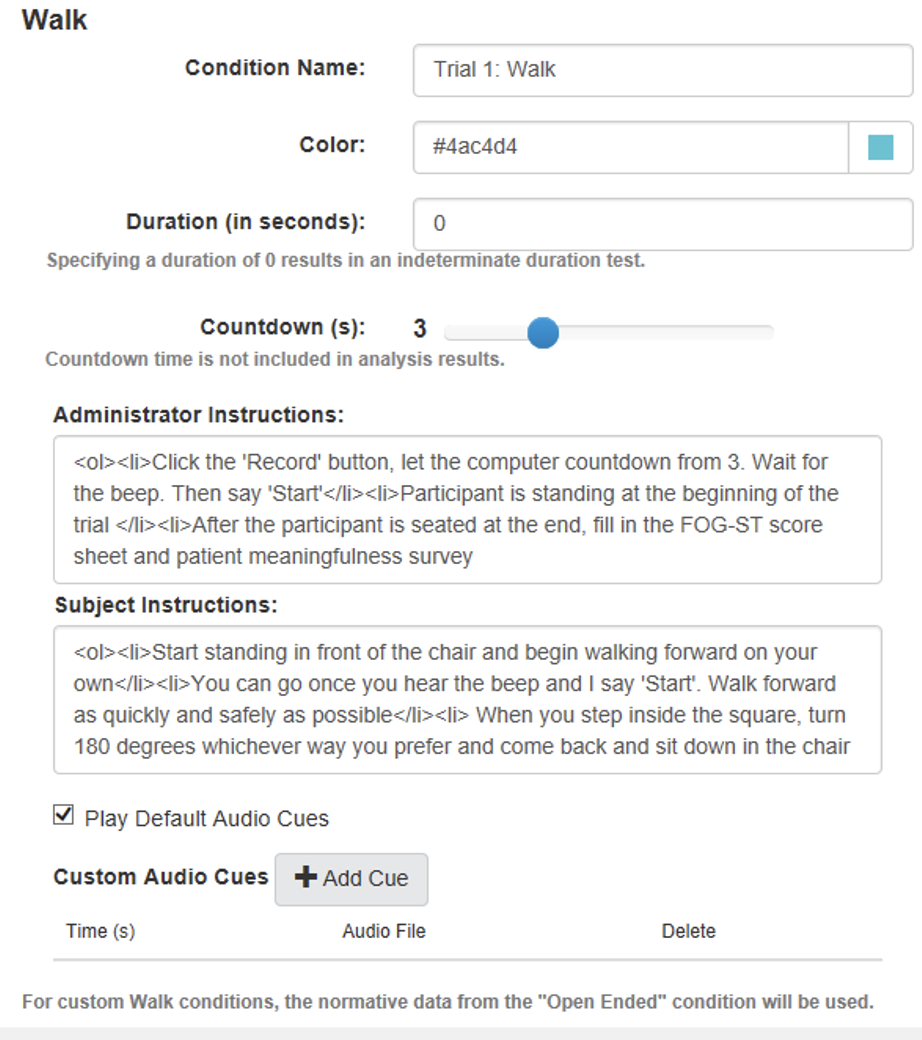 Walk
Condition Name: Trial 1: Walk
Color: #4ac4d4
Duration (in seconds): 0
Specifying a duration of 0 results in an indeterminate duration test.
Countdown (s): 3
Countdown time is not included in analysis results.
Administrator Instructions:
<ol><li>Click the 'Record' button, let the computer countdown from 3. Wait for
the beep. Then say 'Start'</li><li>Participant is standing at the beginning of the
trial </li><li>After the participant is seated at the end, fill in the FOG-ST score
sheet and patient meaningfulness survey
Subject Instructions:
<ol><li>Start standing in front of the chair and begin walking forward on your
own</li><li>You can go once you hear the beep and I say 'Start'. Walk forward
as quickly and safely as possible</li><li> When you step inside the square, turn
180 degrees whichever way you prefer and come back and sit down in the chair
Play Default Audio Cues
Custom Audio Cues + Add Cue
Time (s) Audio File Delete
For custom Walk conditions, the normative data from the "Open Ended" condition will be used.